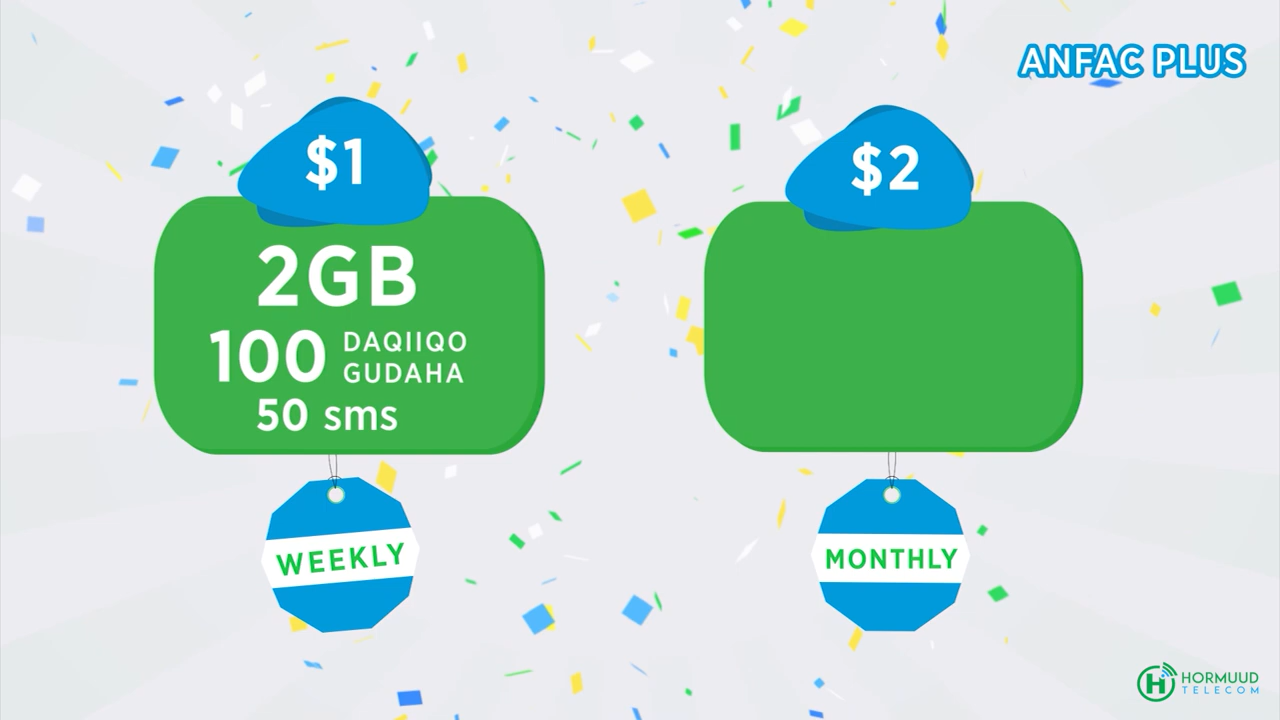 ANFAC PLUS
$1
2GB
100 DAQIIQO
GUDAHA
50 sms
WEEKLY
$2
MONTHLY
HORMUUD
TELECOM